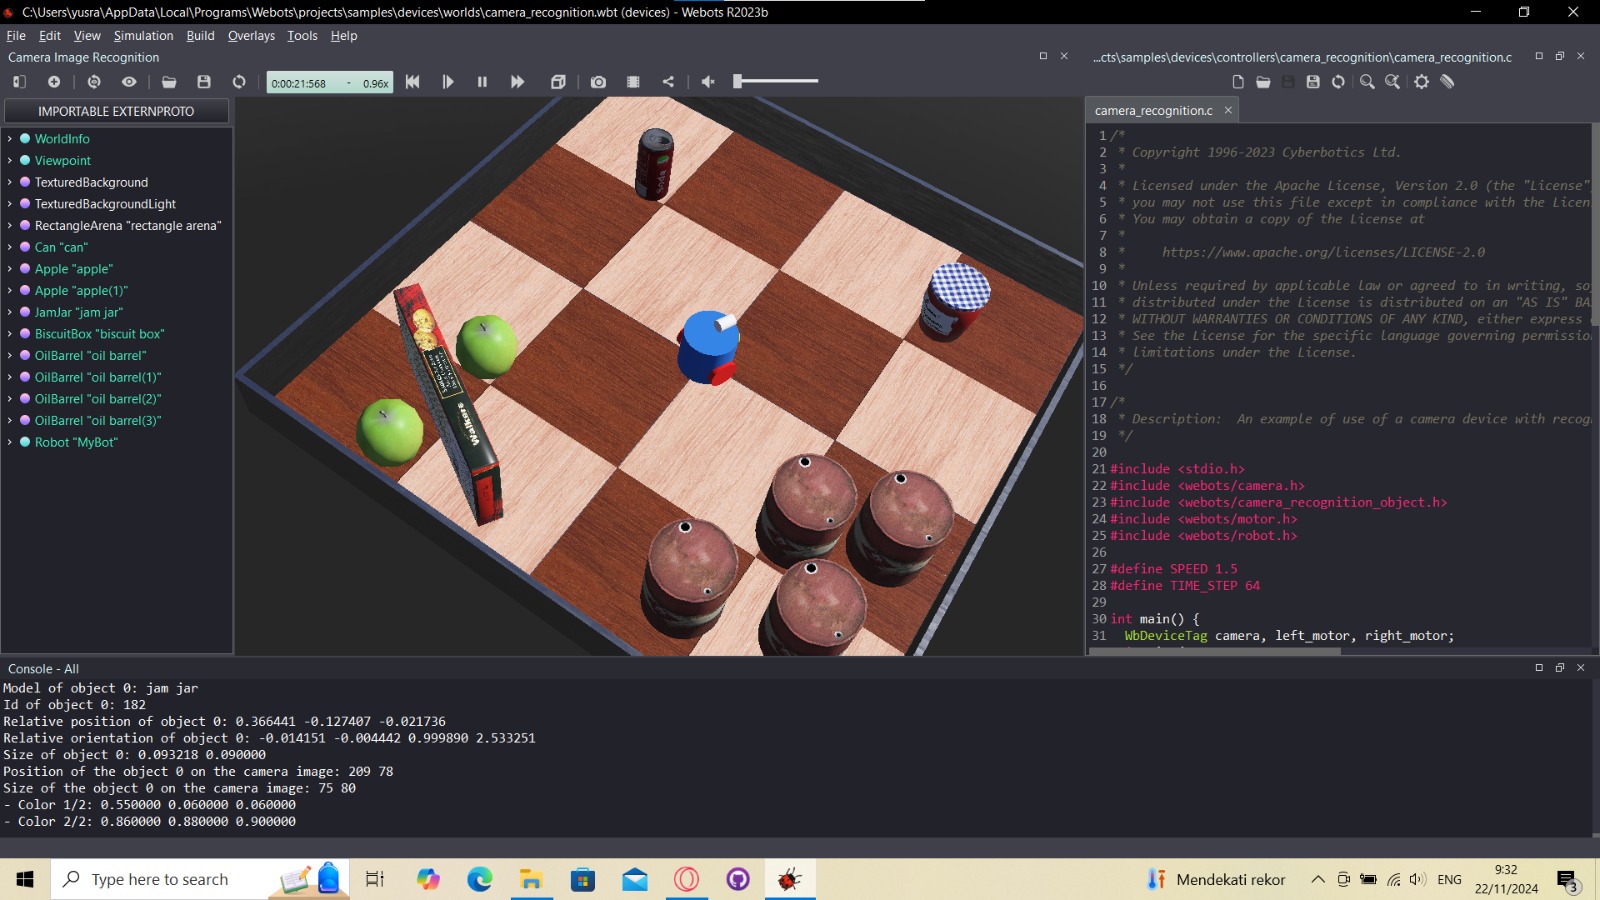 C:\Users\yusra\AppData\Local\Programs\Webots\projects\samples\devices\worlds\camera_recognition.wbt (devices) - Webots R2023b
File Edit View Simulation Build Overlays Tools Help
Camera Image Recognition
0:00:21:568 - 0.96x
IMPORTABLE EXTERNPROTO
WorldInfo
Viewpoint
TexturedBackground
TexturedBackgroundLight
RectangleArena "rectangle arena"
Can "can"
Apple "apple"
Apple "apple(1)"
JamJar "jam jar"
BiscuitBox "biscuit box"
OilBarrel "oil barrel"
OilBarrel "oil barrel(1)"
OilBarrel "oil barrel(2)"
OilBarrel "oil barrel(3)"
Robot "MyBot"
Soda
Walkers
...cts\samples\devices\controllers\camera_recognition\camera_recognition.c
camera_recognition.c
1 /*
2 * Copyright 1996-2023 Cyberbotics Ltd.
3 *
4 * Licensed under the Apache License, Version 2.0 (the "License"
5 * you may not use this file except in compliance with the Licen
6 * You may obtain a copy of the License at
7 *
8 * https://www.apache.org/licenses/LICENSE-2.0
9 *
10 * Unless required by applicable law or agreed to in writing, so
11 * distributed under the License is distributed on an "AS IS" BA
12 * WITHOUT WARRANTIES OR CONDITIONS OF ANY KIND, either express
13 * See the License for the specific language governing permissio
14 * limitations under the License.
15 */
16
17 /*
18 * Description: An example of use of a camera device with recog
19 */
20
21 #include <stdio.h>
22 #include <webots/camera.h>
23 #include <webots/camera_recognition_object.h>
24 #include <webots/motor.h>
25 #include <webots/robot.h>
26
27 #define SPEED 1.5
28 #define TIME_STEP 64
29
30 int main() {
31 WbDeviceTag camera, left_motor, right_motor;
Console - All
Model of object 0: jam jar
Id of object 0: 182
Relative position of object 0: 0.366441 -0.127407 -0.021736
Relative orientation of object 0: -0.014151 -0.004442 0.999890 2.533251
Size of object 0: 0.093218 0.090000
Position of the object 0 on the camera image: 209 78
Size of the object 0 on the camera image: 75 80
- Color 1/2: 0.550000 0.060000 0.060000
- Color 2/2: 0.860000 0.880000 0.900000
Type here to search
Mendekati rekor
ENG
9:32
22/11/2024
3